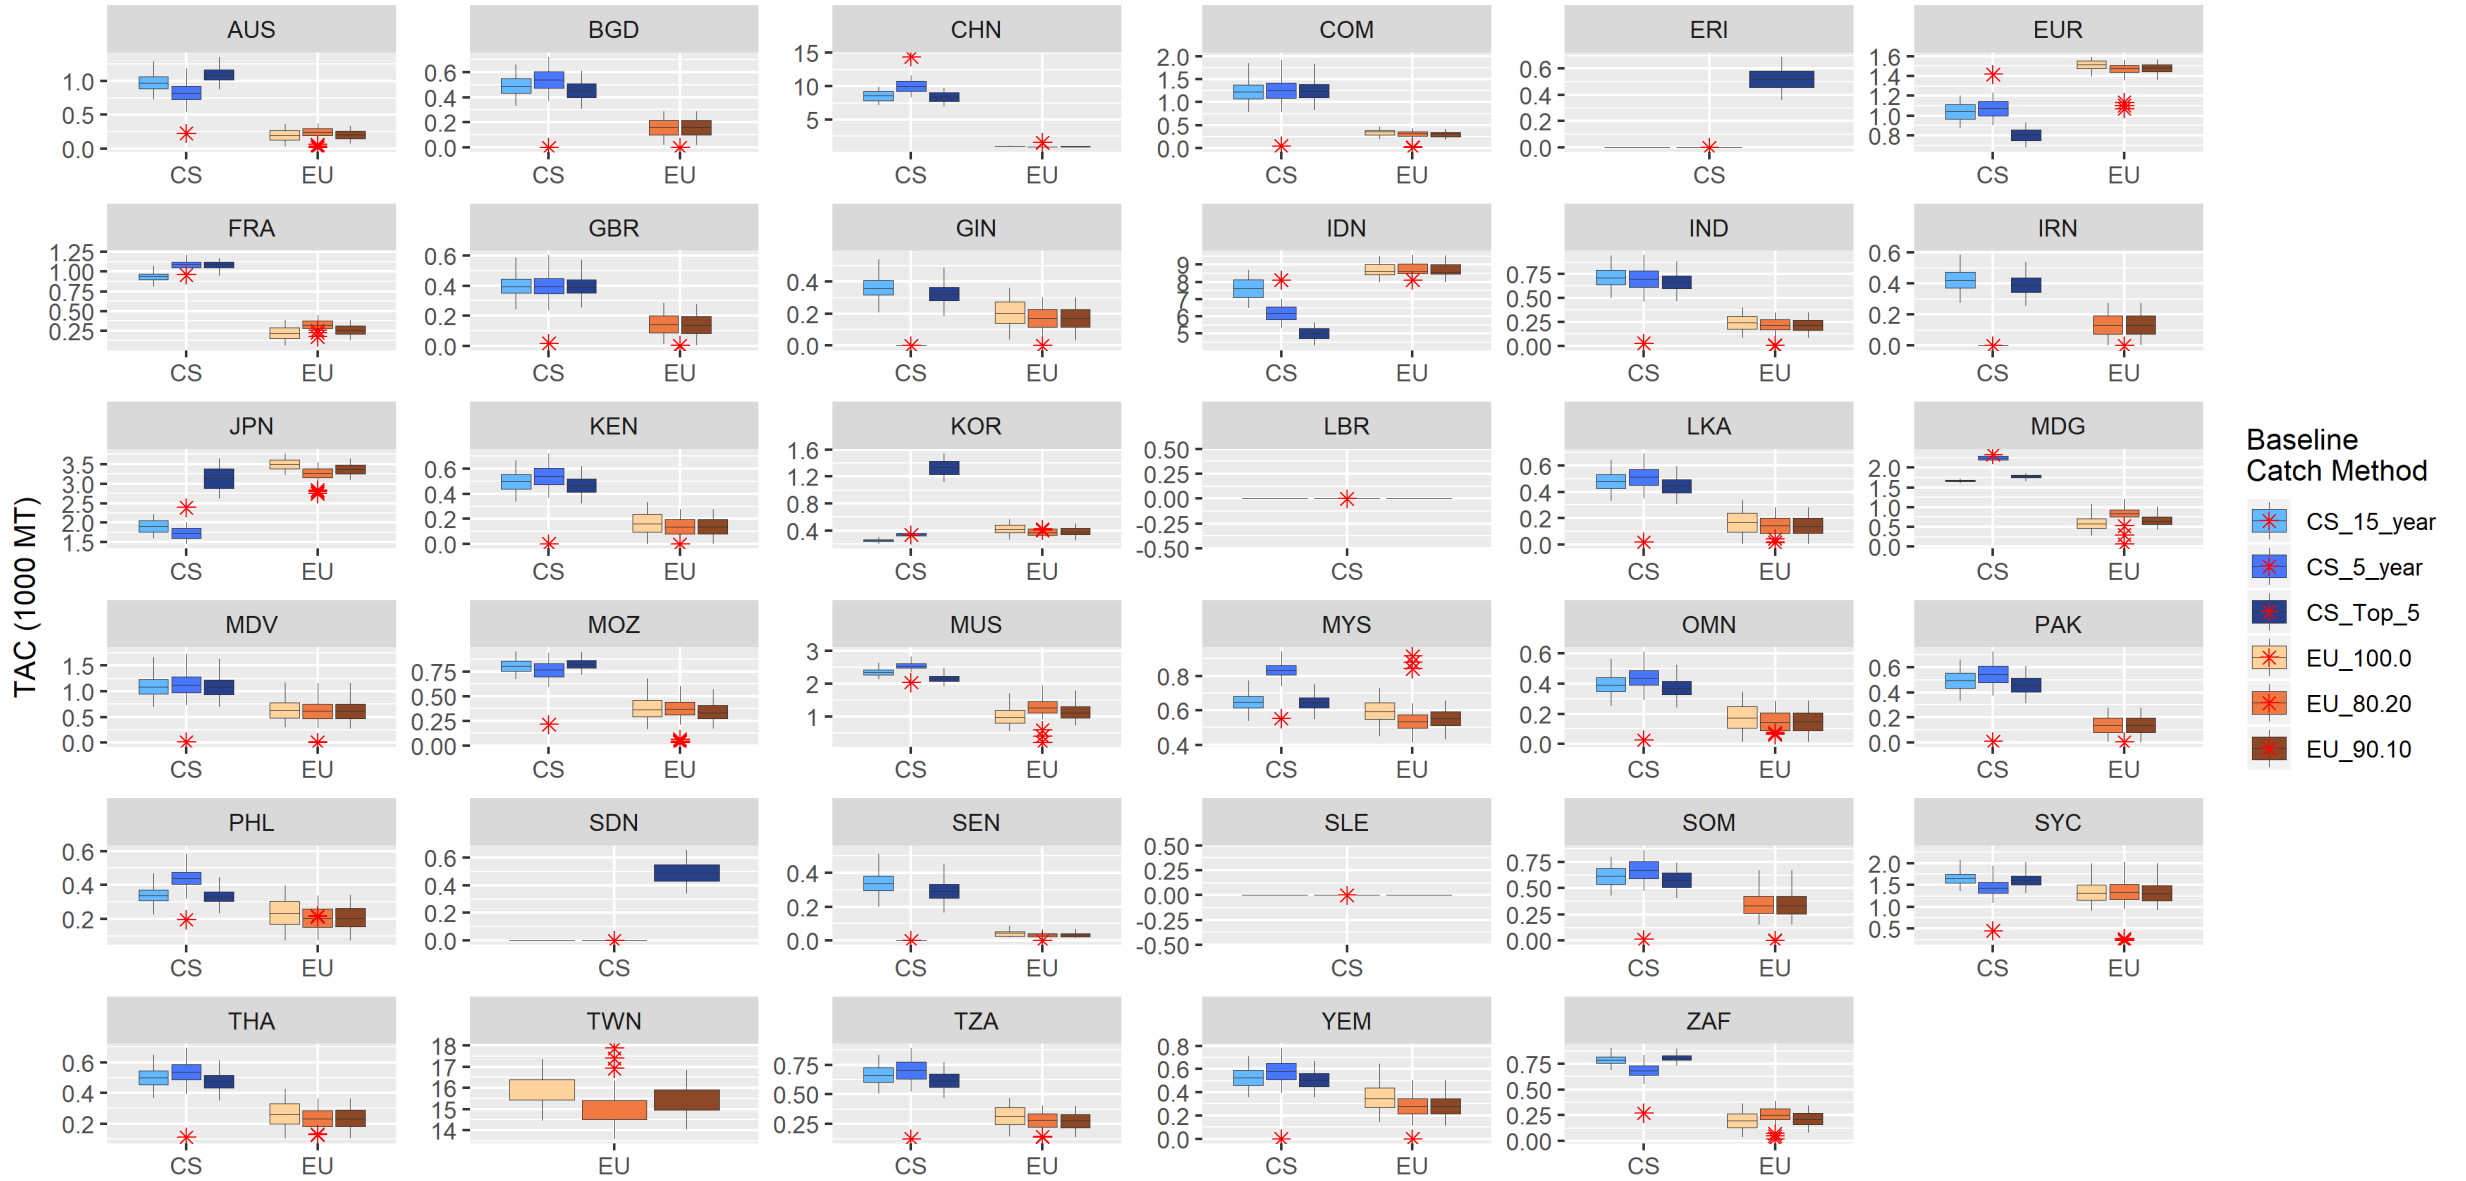 TAC (1000 MT)
AUS
1.0
0.5
0.0
CS EU
BGD
0.6
0.4
0.2
0.0
CS EU
CHN
15
10
5
CS EU
COM
2.0
1.5
1.0
0.5
0.0
CS EU
ERI
0.6
0.4
0.2
0.0
CS
EUR
1.6
1.4
1.2
1.0
0.8
CS EU
FRA
1.25
1.00
0.75
0.50
0.25
CS EU
GBR
0.6
0.4
0.2
0.0
CS EU
GIN
0.4
0.2
0.0
CS EU
IDN
9
8
7
6
5
CS EU
IND
0.75
0.50
0.25
0.00
CS EU
IRN
0.6
0.4
0.2
0.0
CS EU
JPN
3.5
3.0
2.5
2.0
1.5
CS EU
KEN
0.6
0.4
0.2
0.0
CS EU
KOR
1.6
1.2
0.8
0.4
CS EU
LBR
0.50
0.25
0.00
-0.25
-0.50
CS
LKA
0.6
0.4
0.2
0.0
CS EU
MDG
2.0
1.5
1.0
0.5
0.0
CS EU
MDV
1.5
1.0
0.5
0.0
CS EU
MOZ
0.75
0.50
0.25
0.00
CS EU
MUS
3
2
1
CS EU
MYS
0.8
0.6
0.4
CS EU
OMN
0.6
0.4
0.2
0.0
CS EU
PAK
0.6
0.4
0.2
0.0
CS EU
PHL
0.6
0.4
0.2
CS EU
SDN
0.6
0.4
0.2
0.0
CS
SEN
0.4
0.2
0.0
CS EU
SLE
0.50
0.25
0.00
-0.25
-0.50
CS
SOM
0.75
0.50
0.25
0.00
CS EU
SYC
2.0
1.5
1.0
0.5
CS EU
THA
0.6
0.4
0.2
CS EU
TWN
18
17
16
15
14
EU
TZA
0.75
0.50
0.25
CS EU
YEM
0.8
0.6
0.4
0.2
0.0
CS EU
ZAF
0.75
0.50
0.25
0.00
CS EU
Baseline
Catch Method
CS_15_year
CS_5_year
CS_Top_5
EU_100.0
EU_80.20
EU_90.10